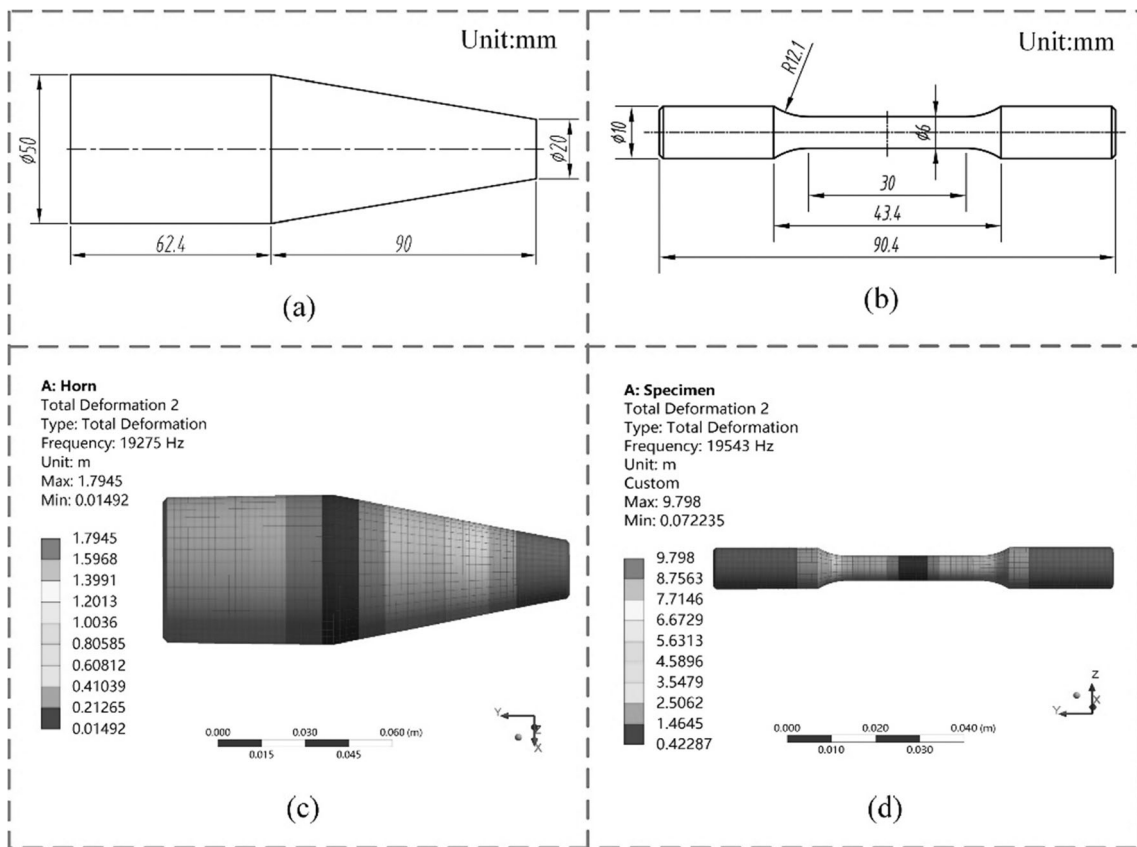 Unit:mm
ϕ50
ϕ20
62.4
90
(a)
Unit:mm
R12.1
ϕ10
ϕ6
30
43.4
90.4
(b)
A: Horn
Total Deformation 2
Type: Total Deformation
Frequency: 19275 Hz
Unit: m
Max: 1.7945
Min: 0.01492
1.7945
1.5968
1.3991
1.2013
1.0036
0.80585
0.60812
0.41039
0.21265
0.01492
0.000 0.030 0.060 (m)
0.015 0.045
Y
Z
X
(c)
A: Specimen
Total Deformation 2
Type: Total Deformation
Frequency: 19543 Hz
Unit: m
Custom
Max: 9.798
Min: 0.072235
9.798
8.7563
7.7146
6.6729
5.6313
4.5896
3.5479
2.5062
1.4645
0.42287
0.000 0.020 0.040 (m)
0.010 0.030
Z
X
Y
(d)